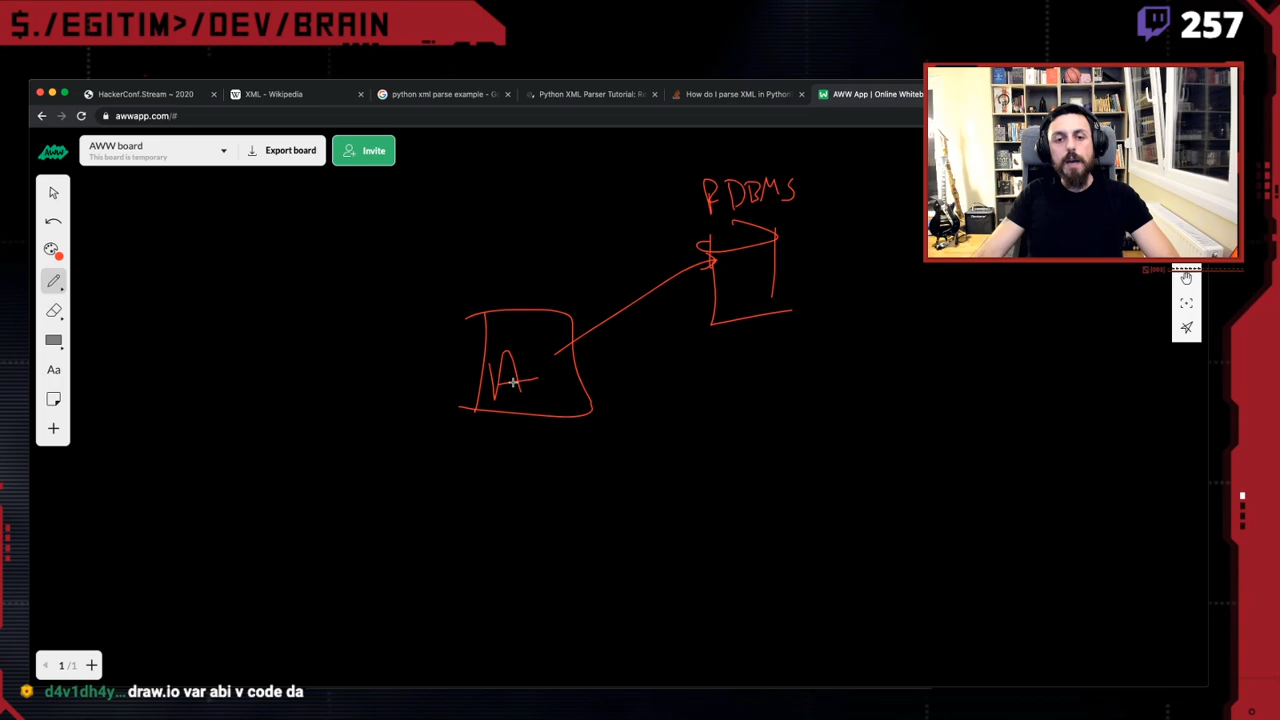 $./EGITIM>/DEV/BRAIN
257
HackerConf.Stream – 2020
XML - Wikipedia
python xml parse example - G
Python XML Parser Tutorial: R
How do I parse XML in Python
AWW App | Online Whiteb
awwapp.com/#
AWW board
This board is temporary
Export board
Invite
RDBMS
A
Aa
1/1
d4v1dh4y... draw.io var abi v code da